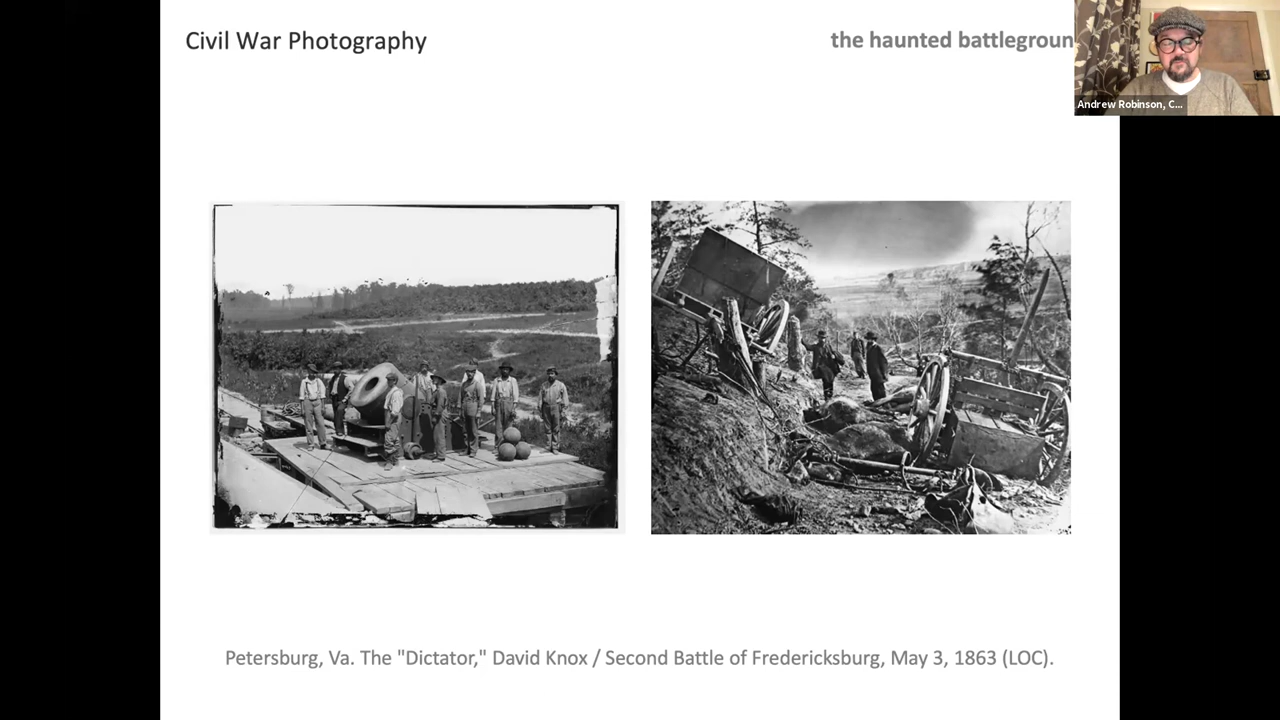 Civil War Photography
the haunted battlegroun
Andrew Robinson, C...
Petersburg, Va. The "Dictator," David Knox / Second Battle of Fredericksburg, May 3, 1863 (LOC).